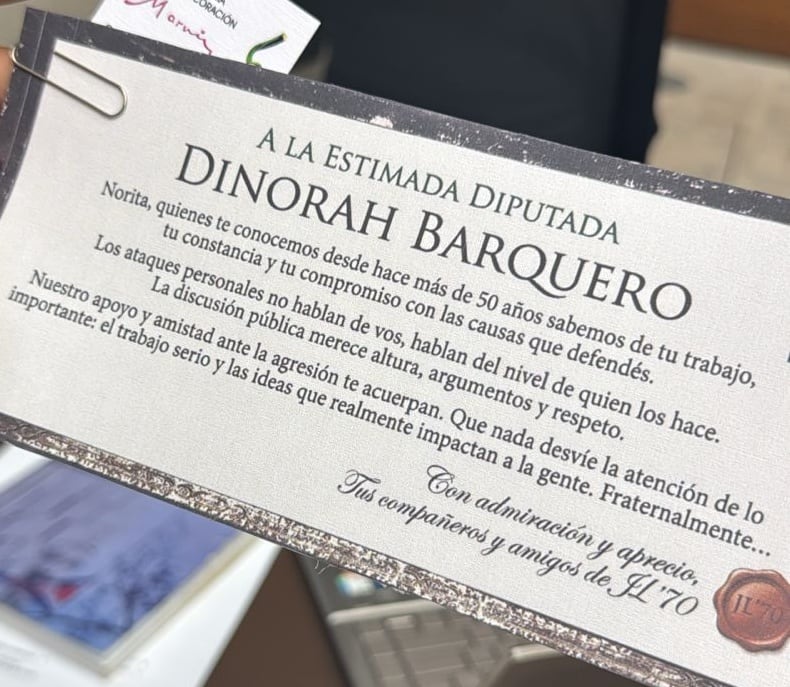 CORACIÓN
A LA ESTIMADA DIPUTADA
DINORAH BARQUERO
Norita, quienes te conocemos desde hace más de 50 años sabemos de tu trabajo,
tu constancia y tu compromiso con las causas que defendés.
Los ataques personales no hablan de vos, hablan del nivel de quien los hace.
La discusión pública merece altura, argumentos y respeto.
Nuestro apoyo y amistad ante la agresión te acuerpan. Que nada desvíe la atención de lo
importante: el trabajo serio y las ideas que realmente impactan a la gente. Fraternalmente...
Con admiración y aprecio,
Tus compañeros y amigos de JL'70
JL'70